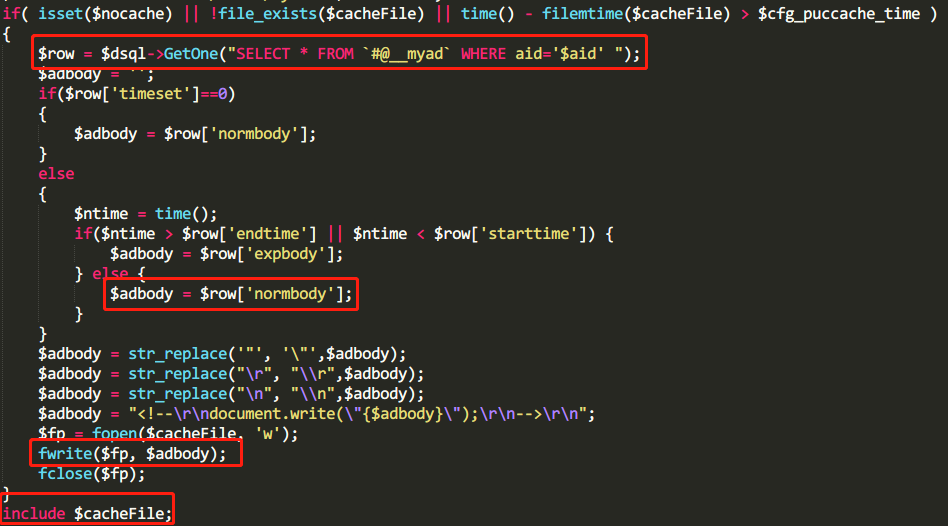 if( isset($nocache) || !file_exists($cacheFile) || time() - filemtime($cacheFile) > $cfg_puccache_time )
{
$row = $dsql->GetOne("SELECT * FROM `#@__myad` WHERE aid='$aid' ");
$adbody = '';
if($row['timeset']==0)
{
$adbody = $row['normbody'];
}
else
{
$ntime = time();
if($ntime > $row['endtime'] || $ntime < $row['starttime']) {
$adbody = $row['expbody'];
} else {
$adbody = $row['normbody'];
}
}
$adbody = str_replace('"', '\"',$adbody);
$adbody = str_replace("\r", "\\r",$adbody);
$adbody = str_replace("\n", "\\n",$adbody);
$adbody = "<!--\r\ndocument.write(\"{$adbody}\");\r\n-->\r\n";
$fp = fopen($cacheFile, 'w');
fwrite($fp, $adbody);
fclose($fp);
}
include $cacheFile;